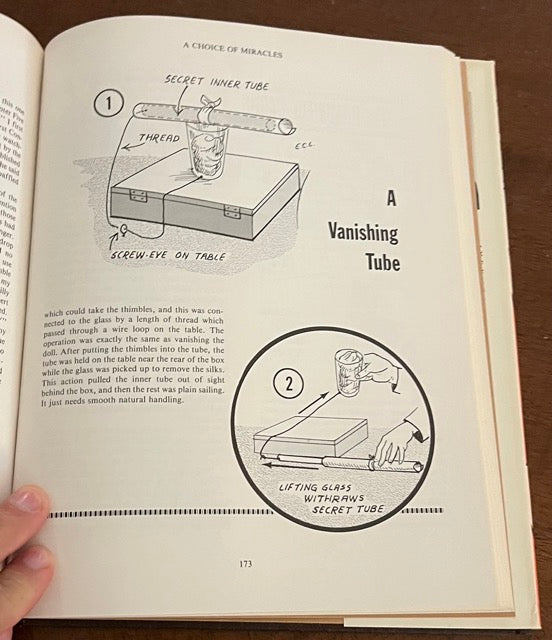 A CHOICE OF MIRACLES
SECRET INNER TUBE
1
THREAD
ECL
SCREW-EYE ON TABLE
A
Vanishing
Tube
which could take the thimbles, and this was con-
nected to the glass by a length of thread which
passed through a wire loop on the table. The
operation was exactly the same as vanishing the
doll. After putting the thimbles into the tube, the
tube was held on the table near the rear of the box
while the glass was picked up to remove the silks.
This action pulled the inner tube out of sight
behind the box, and then the rest was plain sailing.
It just needs smooth natural handling.
2
LIFTING GLASS
WITHRAWS
SECRET TUBE
173